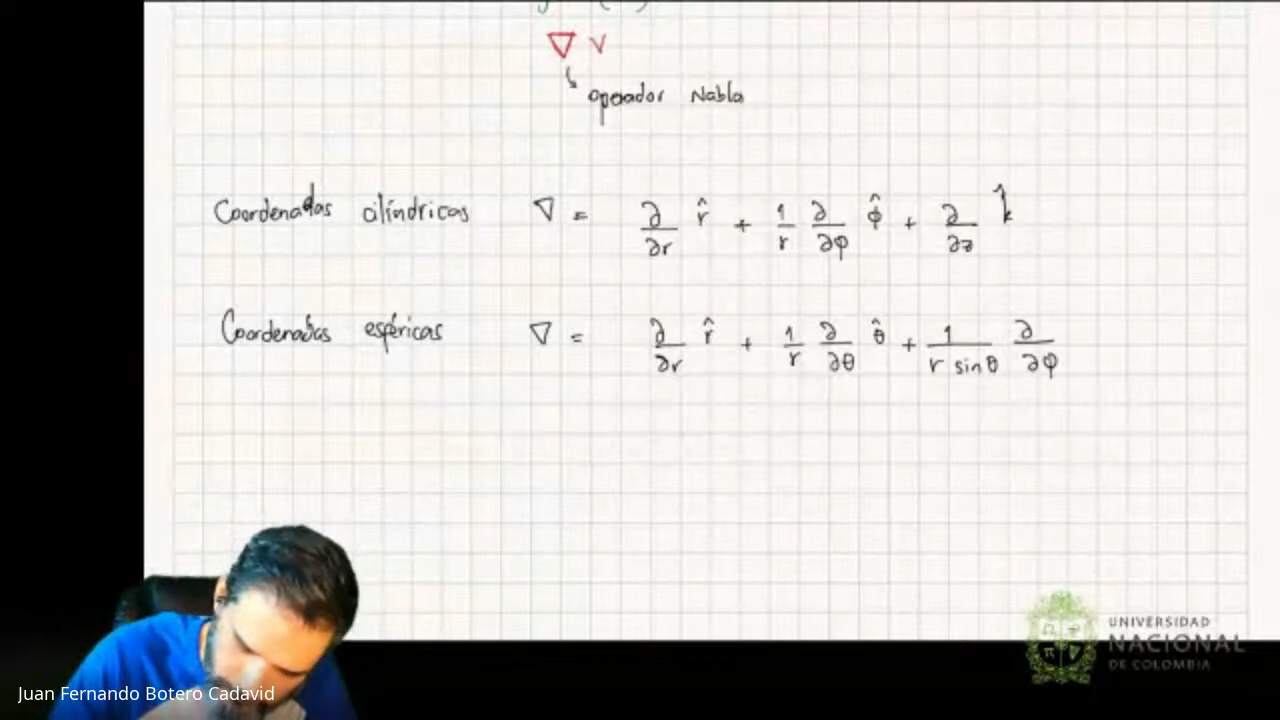 ∇ V
operador Nabla
Coordenadas cilíndricas ∇ = ∂/∂r r̂ + 1/r ∂/∂φ φ̂ + ∂/∂z k̂
Coordenadas esféricas ∇ = ∂/∂r r̂ + 1/r ∂/∂θ θ̂ + 1/(r sinθ) ∂/∂φ
UNIVERSIDAD
NACIONAL
DE COLOMBIA
Juan Fernando Botero Cadavid